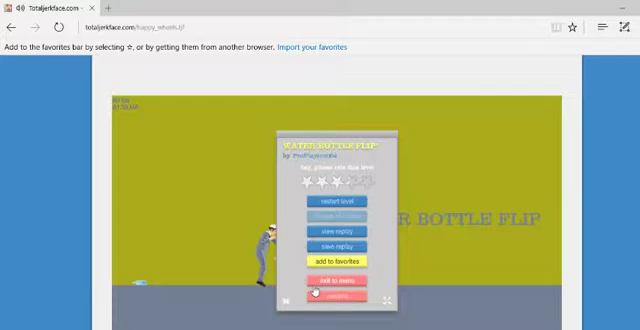 Totaljerkface.com -
totaljerkface.com/happy_wheels.tjf
Add to the favorites bar by selecting ☆, or by getting them from another browser. Import your favorites
WATER BOTTLE FLIP
by:
hey, please rate this level
restart level
view replay
save replay
add to favorites
exit to menu
R BOTTLE FLIP